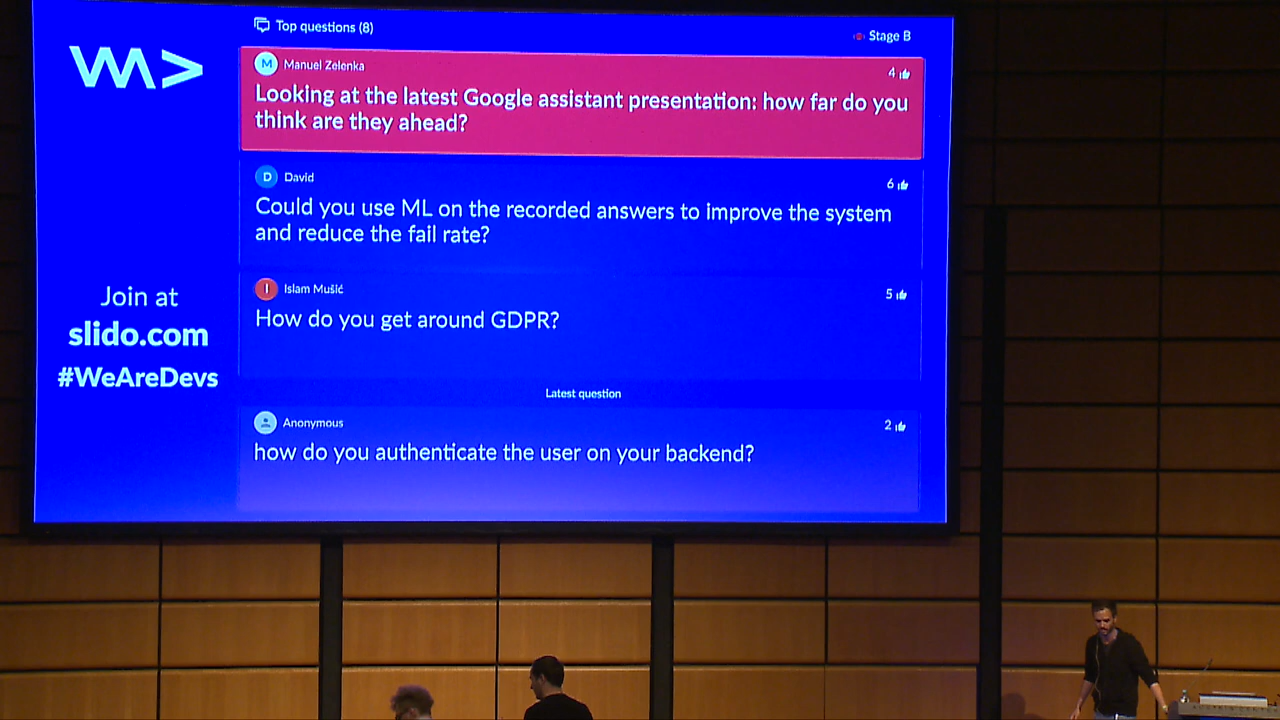 Top questions (8)
Stage B
WA>
M
Manuel Zelenka
4
Looking at the latest Google assistant presentation: how far do you
think are they ahead?
D
David
6
Could you use ML on the recorded answers to improve the system
and reduce the fail rate?
I
Islam Mušić
5
How do you get around GDPR?
Join at
slido.com
#WeAreDevs
Latest question
Anonymous
2
how do you authenticate the user on your backend?